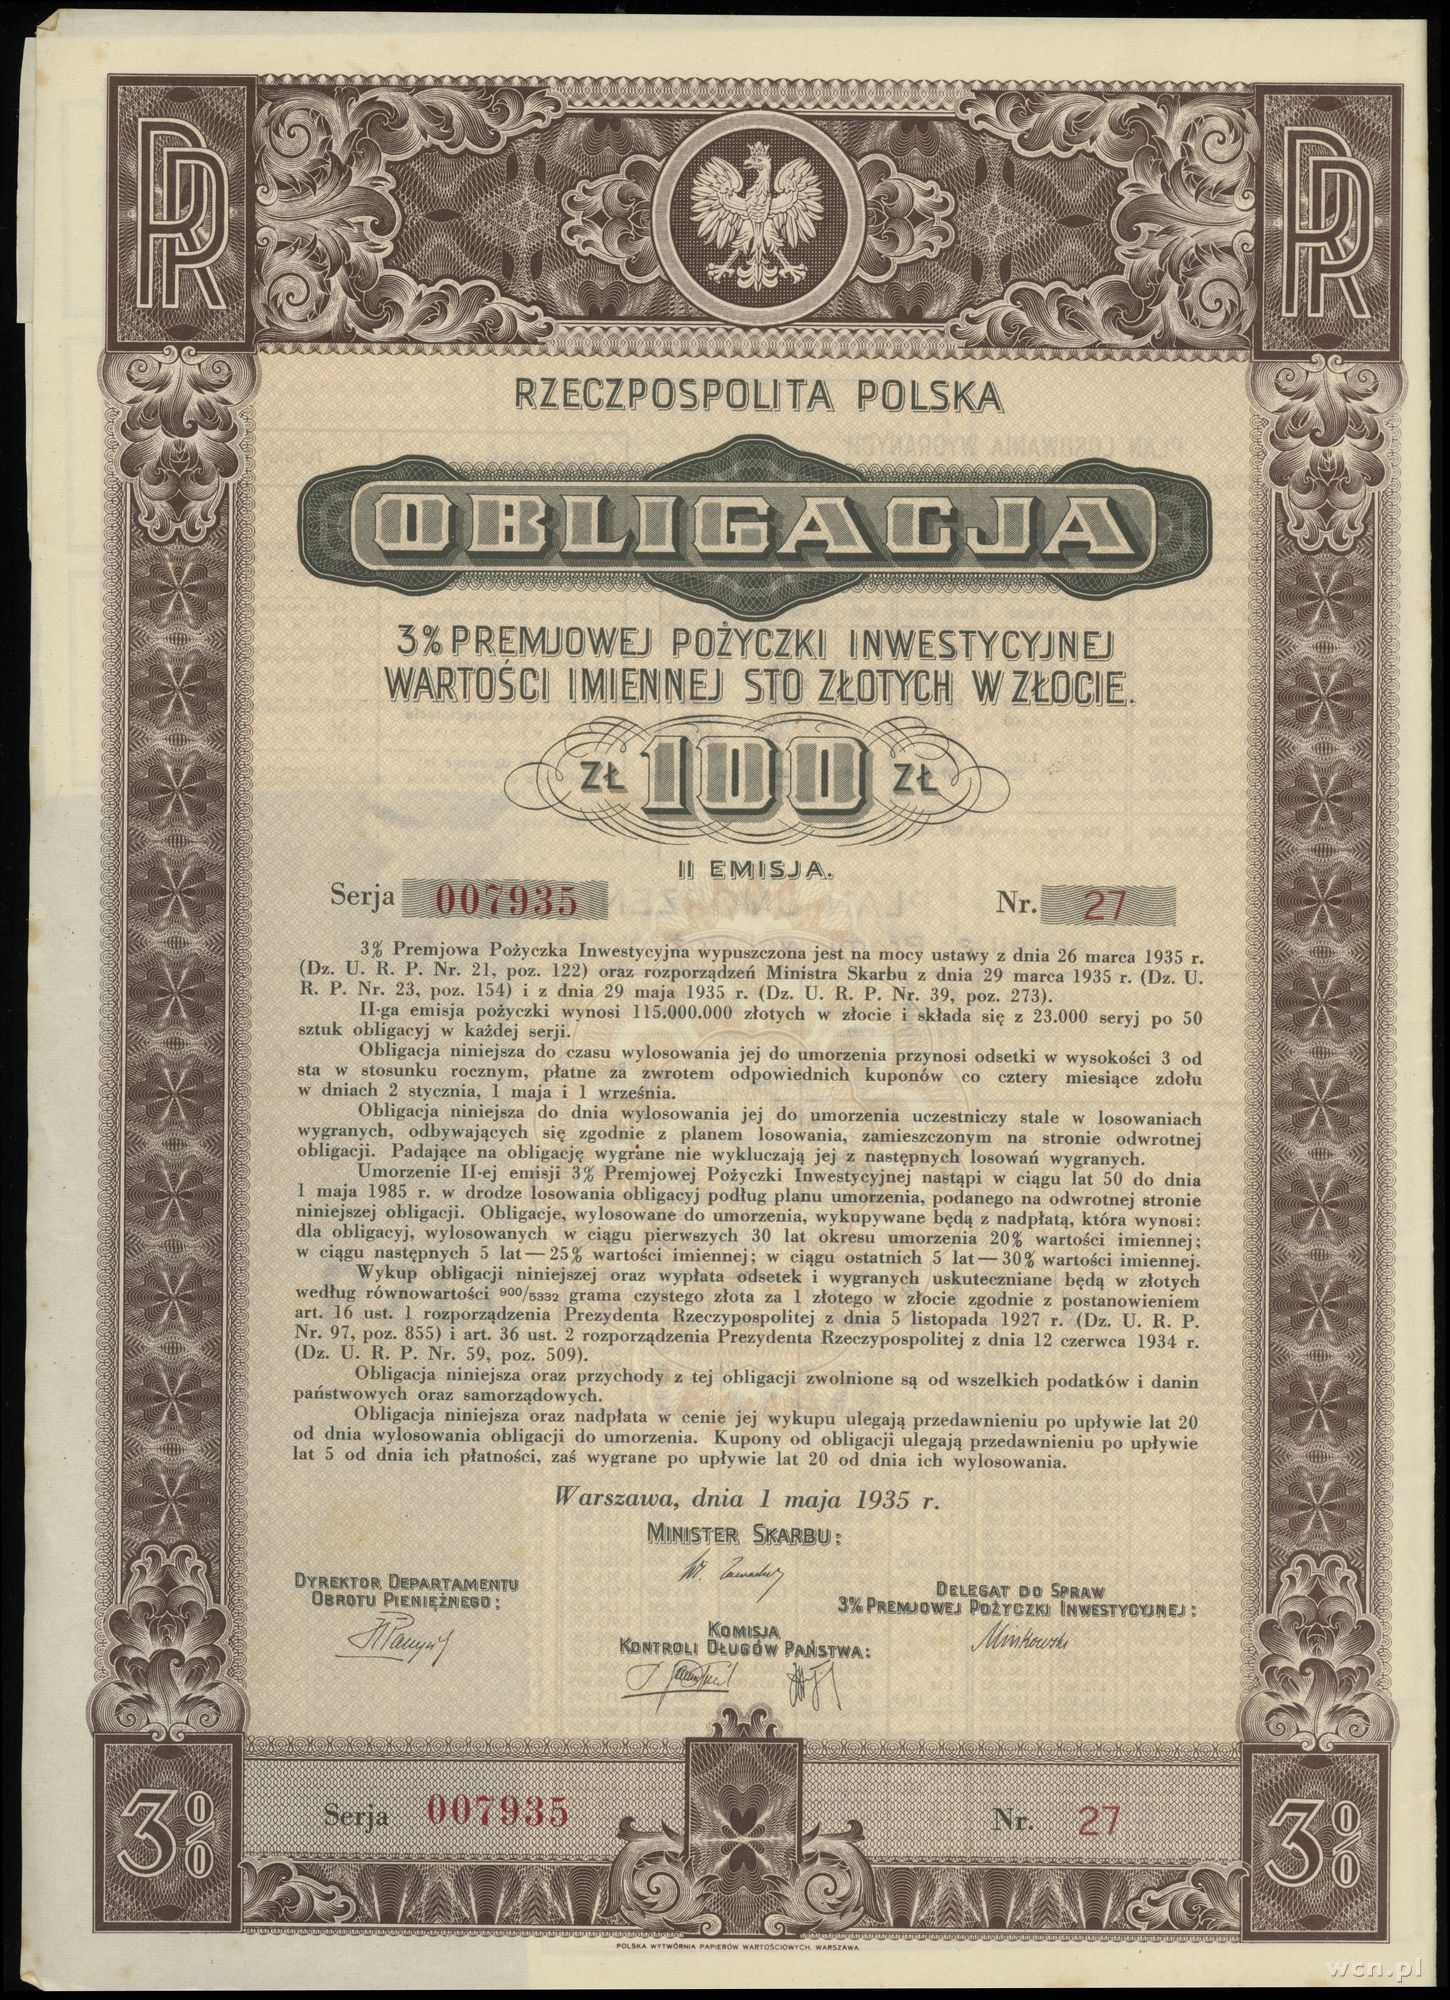 RP RP
RZECZPOSPOLITA POLSKA
OBLIGACJA
3% PREMJOWEJ POŻYCZKI INWESTYCYJNEJ
WARTOŚCI IMIENNEJ STO ZŁOTYCH W ZŁOCIE.
ZŁ 100 ZŁ
II EMISJA.
Serja 007935 Nr. 27
3% Premjowa Pożyczka Inwestycyjna wypuszczona jest na mocy ustawy z dnia 26 marca 1935 r.
(Dz. U. R. P. Nr. 21, poz. 122) oraz rozporządzeń Ministra Skarbu z dnia 29 marca 1935 r. (Dz. U.
R. P. Nr. 23, poz. 154) i z dnia 29 maja 1935 r. (Dz. U. R. P. Nr. 39, poz. 273).
II-ga emisja pożyczki wynosi 115.000.000 złotych w złocie i składa się z 23.000 seryj po 50
sztuk obligacyj w każdej serji.
Obligacja niniejsza do czasu wylosowania jej do umorzenia przynosi odsetki w wysokości 3 od
sta w stosunku rocznym, płatne za zwrotem odpowiednich kuponów co cztery miesiące zdołu
w dniach 2 stycznia, 1 maja i 1 września.
Obligacja niniejsza do dnia wylosowania jej do umorzenia uczestniczy stale w losowaniach
wygranych, odbywających się zgodnie z planem losowania, zamieszczonym na stronie odwrotnej
obligacji. Padające na obligację wygrane nie wykluczają jej z następnych losowań wygranych.
Umorzenie II-ej emisji 3% Premjowej Pożyczki Inwestycyjnej nastąpi w ciągu lat 50 do dnia
1 maja 1985 r. w drodze losowania obligacyj podług planu umorzenia, podanego na odwrotnej stronie
niniejszej obligacji. Obligacje, wylosowane do umorzenia, wykupywane będą z nadpłatą, która wynosi:
dla obligacyj, wylosowanych w ciągu pierwszych 30 lat okresu umorzenia 20% wartości imiennej;
w ciągu następnych 5 lat — 25% wartości imiennej; w ciągu ostatnich 5 lat — 30% wartości imiennej.
Wykup obligacji niniejszej oraz wypłata odsetek i wygranych uskuteczniane będą w złotych
według równowartości 900/5332 grama czystego złota za 1 złotego w złocie zgodnie z postanowieniem
art. 16 ust. 1 rozporządzenia Prezydenta Rzeczypospolitej z dnia 5 listopada 1927 r. (Dz. U. R. P.
Nr. 97, poz. 855) i art. 36 ust. 2 rozporządzenia Prezydenta Rzeczypospolitej z dnia 12 czerwca 1934 r.
(Dz. U. R. P. Nr. 59, poz. 509).
Obligacja niniejsza oraz przychody z tej obligacji zwolnione są od wszelkich podatków i danin
państwowych oraz samorządowych.
Obligacja niniejsza oraz nadpłata w cenie jej wykupu ulegają przedawnieniu po upływie lat 20
od dnia wylosowania obligacji do umorzenia. Kupony od obligacji ulegają przedawnieniu po upływie
lat 5 od dnia ich płatności, zaś wygrane po upływie lat 20 od dnia ich wylosowania.
Warszawa, dnia 1 maja 1935 r.
MINISTER SKARBU:
DYREKTOR DEPARTAMENTU
OBROTU PIENIĘŻNEGO:
DELEGAT DO SPRAW
3% PREMJOWEJ POŻYCZKI INWESTYCYJNEJ:
Minkowski
KOMISJA
KONTROLI DŁUGÓW PAŃSTWA:
3% Serja 007935 Nr. 27 3%
POLSKA WYTWÓRNIA PAPIERÓW WARTOŚCIOWYCH, WARSZAWA.
wcn.pl